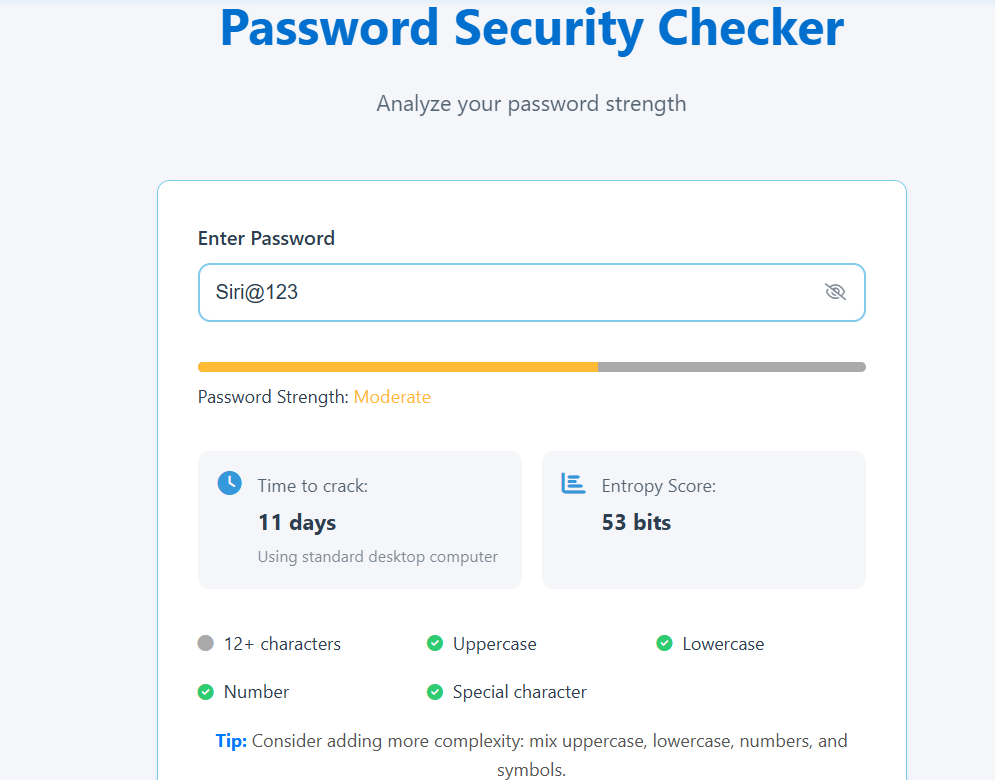 Password Security Checker
Analyze your password strength
Enter Password
Siri@123
Password Strength: Moderate
Time to crack:
11 days
Using standard desktop computer
Entropy Score:
53 bits
12+ characters
Uppercase
Lowercase
Number
Special character
Tip: Consider adding more complexity: mix uppercase, lowercase, numbers, and
symbols.